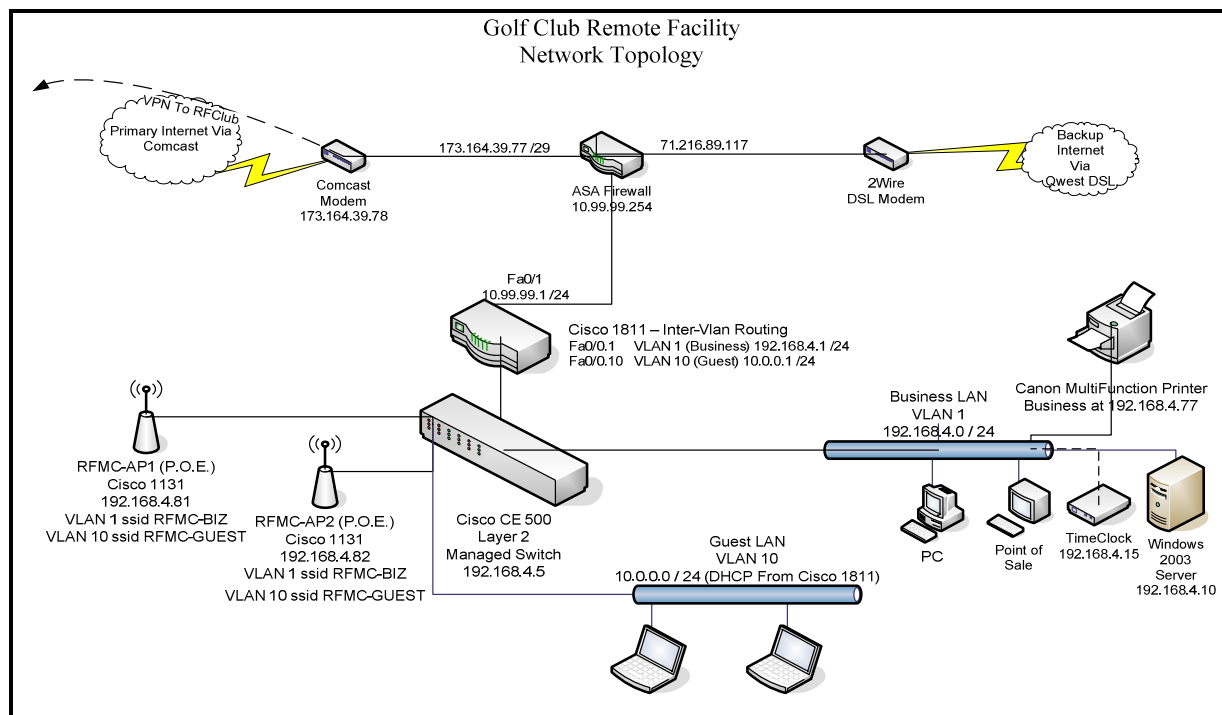 Golf Club Remote Facility
Network Topology
VPN To RFClub
Primary Internet Via
Comcast
173.164.39.77 /29
71.216.89.117
Backup
Internet
Via
Qwest DSL
Comcast
Modem
173.164.39.78
ASA Firewall
10.99.99.254
2Wire
DSL Modem
Fa0/1
10.99.99.1 /24
Cisco 1811 – Inter-Vlan Routing
Fa0/0.1 VLAN 1 (Business) 192.168.4.1 /24
Fa0/0.10 VLAN 10 (Guest) 10.0.0.1 /24
Canon MultiFunction Printer
Business at 192.168.4.77
Business LAN
VLAN 1
192.168.4.0 / 24
RFMC-AP1 (P.O.E.)
Cisco 1131
192.168.4.81
VLAN 1 ssid RFMC-BIZ
VLAN 10 ssid RFMC-GUEST
RFMC-AP2 (P.O.E.)
Cisco 1131
192.168.4.82
VLAN 1 ssid RFMC-BIZ
VLAN 10 ssid RFMC-GUEST
Cisco CE 500
Layer 2
Managed Switch
192.168.4.5
Guest LAN
VLAN 10
10.0.0.0 / 24 (DHCP From Cisco 1811)
PC
Point of
Sale
TimeClock
192.168.4.15
Windows
2003
Server
192.168.4.10